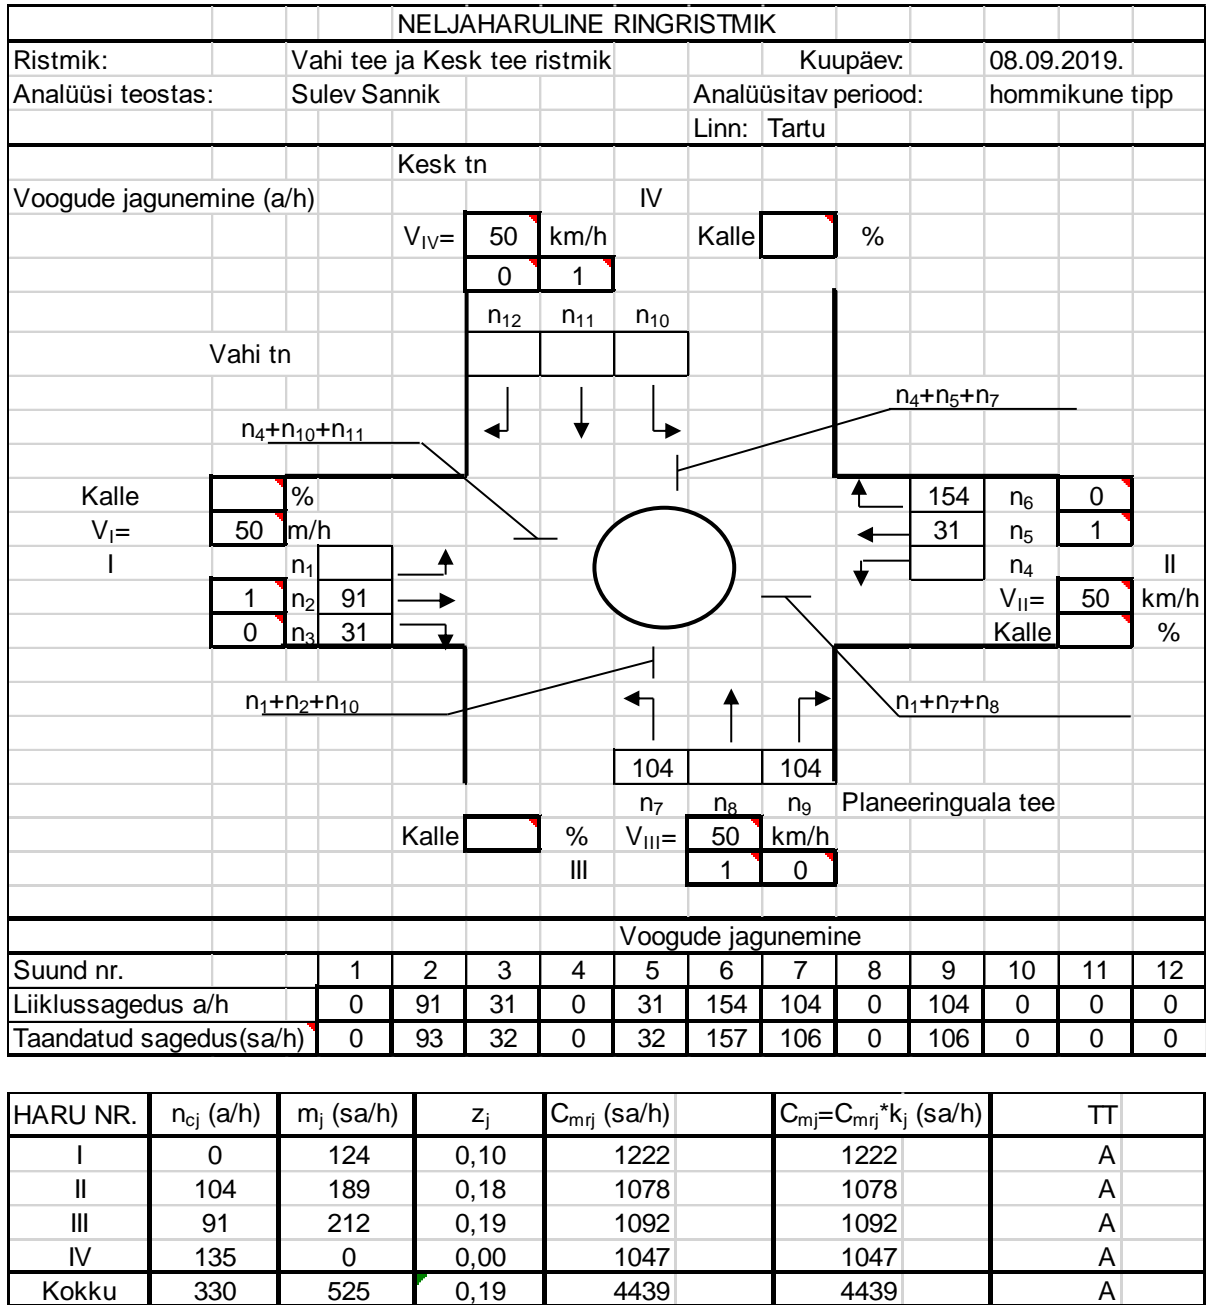 NELJAHARULINE RINGRISTMIK
Ristmik: Vahi tee ja Kesk tee ristmik Kuupäev: 08.09.2019.
Analüüsi teostas: Sulev Sannik Analüüsitav periood: hommikune tipp
Linn: Tartu
Kesk tn
Voogude jagunemine (a/h) IV
VIV= 50 km/h Kalle %
0 1
n12 n11 n10
Vahi tn
n4+n5+n7
n4+n10+n11
Kalle % 154 n6 0
VI= 50 m/h 31 n5 1
I n1 n4 II
1 n2 91 VII= 50 km/h
0 n3 31 Kalle %
n1+n2+n10 n1+n7+n8
104 104
n7 n8 n9 Planeeringuala tee
Kalle % VIII= 50 km/h
III 1 0
Voogude jagunemine
Suund nr. 1 2 3 4 5 6 7 8 9 10 11 12
Liiklussagedus a/h 0 91 31 0 31 154 104 0 104 0 0 0
Taandatud sagedus(sa/h) 0 93 32 0 32 157 106 0 106 0 0 0
HARU NR. ncj (a/h) mj (sa/h) zj Cmrj (sa/h) Cmj=Cmrj*kj (sa/h) TT
I 0 124 0,10 1222 1222 A
II 104 189 0,18 1078 1078 A
III 91 212 0,19 1092 1092 A
IV 135 0 0,00 1047 1047 A
Kokku 330 525 0,19 4439 4439 A